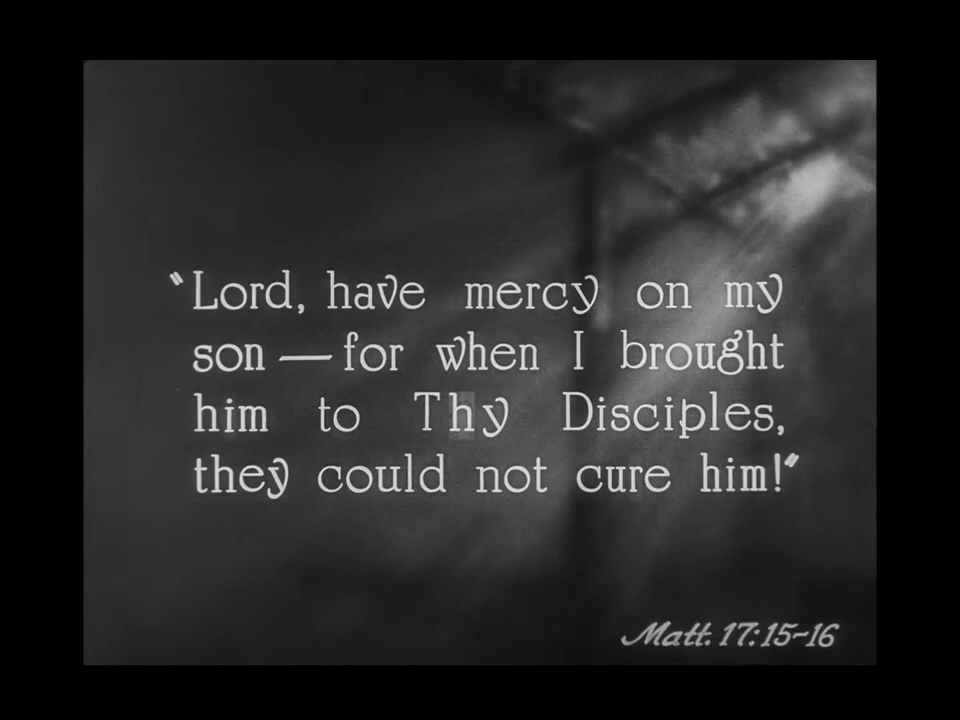 "Lord, have mercy on my
son — for when I brought
him to Thy Disciples,
they could not cure him!"
Matt. 17:15-16